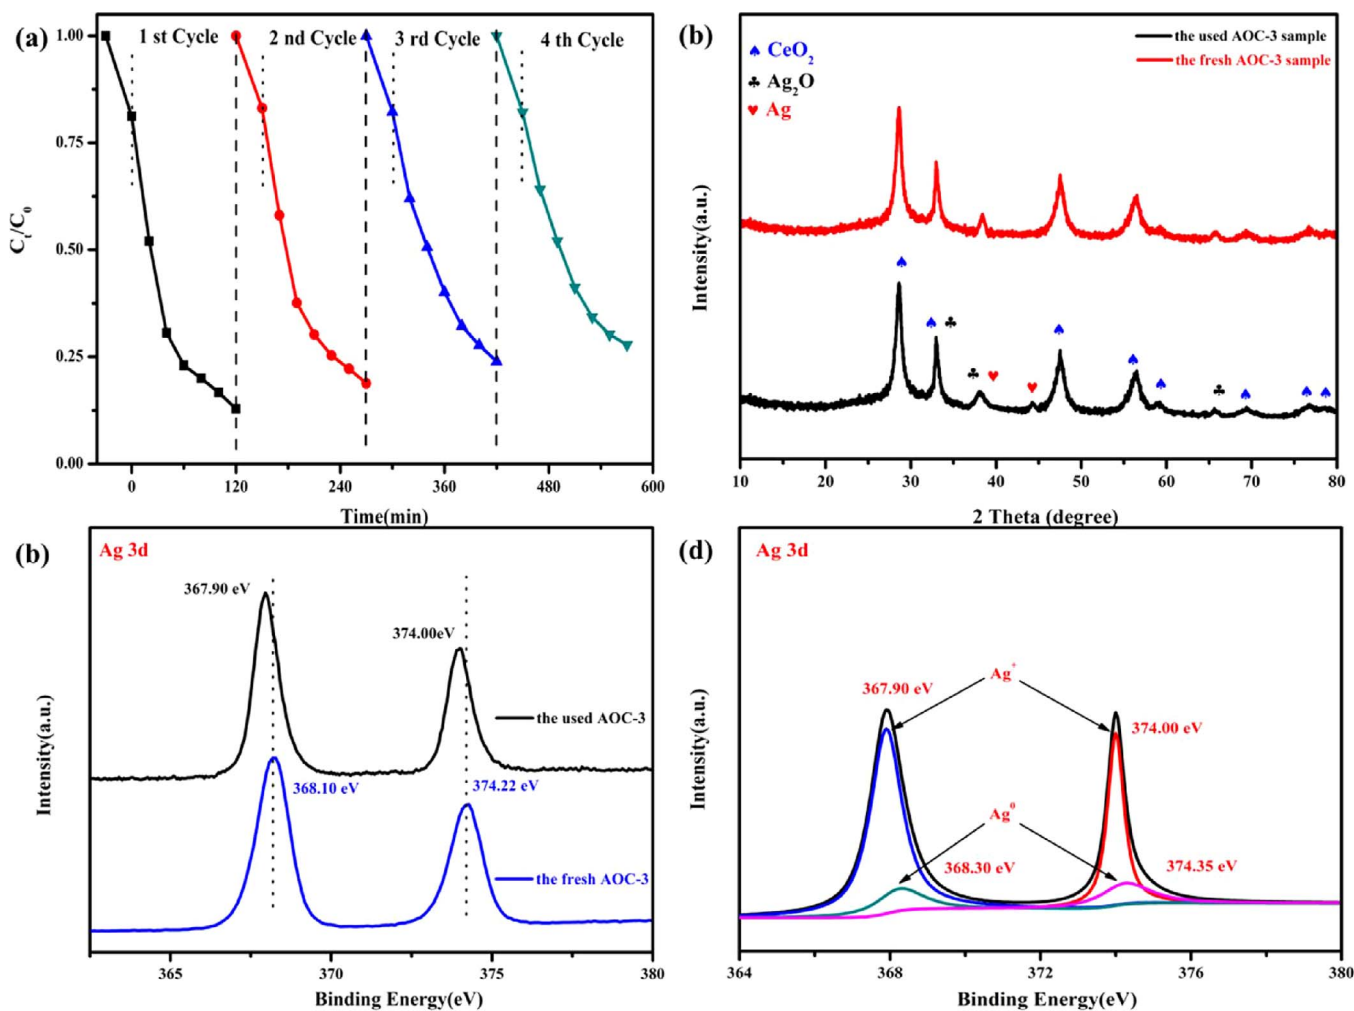 (a)
1 st Cycle
2 nd Cycle
3 rd Cycle
4 th Cycle
1.00
0.75
0.50
0.25
0.00
Cₜ/C₀
0
120
240
360
480
600
Time(min)
(b)
the used AOC-3 sample
the fresh AOC-3 sample
♠ CeO₂
♣ Ag₂O
♥ Ag
Intensity(a.u.)
♠
♠
♣
♣
♥
♥
♠
♠
♠
♣
♠
♠
♠
10
20
30
40
50
60
70
80
2 Theta (degree)
(b)
Ag 3d
367.90 eV
374.00eV
the used AOC-3
368.10 eV
374.22 eV
the fresh AOC-3
Intensity(a.u.)
365
370
375
380
Binding Energy(eV)
(d)
Ag 3d
367.90 eV
Ag⁺
374.00 eV
Ag⁰
368.30 eV
374.35 eV
Intensity(a.u.)
364
368
372
376
380
Binding Energy(eV)